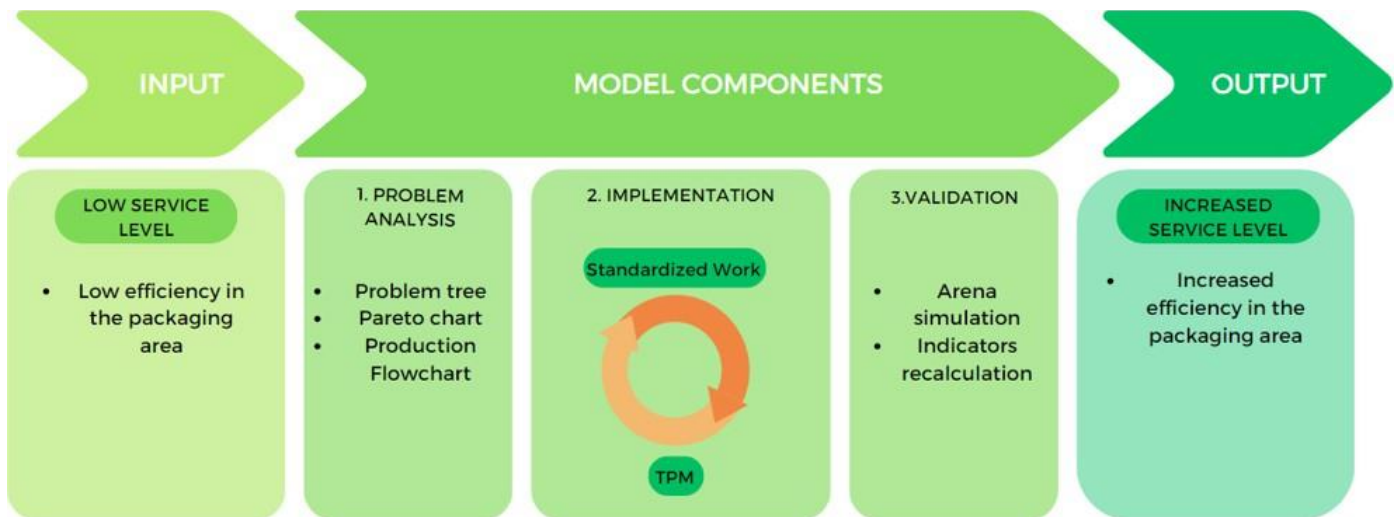 INPUT
MODEL COMPONENTS
OUTPUT
LOW SERVICE
LEVEL
• Low efficiency in
the packaging
area
1. PROBLEM
ANALYSIS
• Problem tree
• Pareto chart
• Production
Flowchart
2. IMPLEMENTATION
Standardized Work
TPM
3.VALIDATION
• Arena
simulation
• Indicators
recalculation
INCREASED
SERVICE LEVEL
• Increased
efficiency in the
packaging area